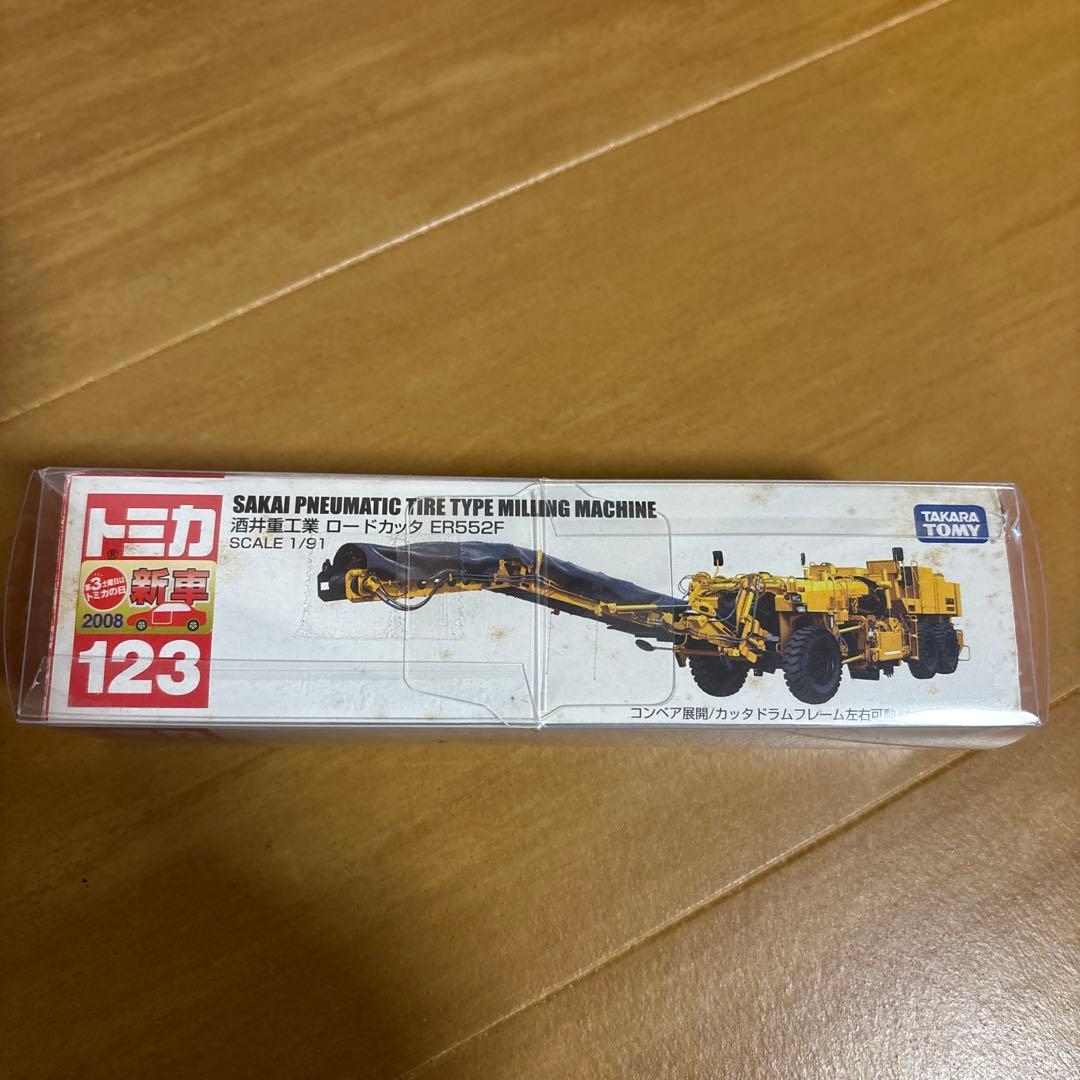 トミカ
®
第3土曜日は
トミカの日
新車
2008
123
SAKAI PNEUMATIC TIRE TYPE MILLING MACHINE
酒井重工業 ロードカッタ ER552F
SCALE 1/91
TAKARA
TOMY
コンベア展開/カッタドラムフレーム左右可動